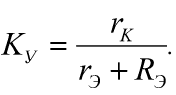 K_У = r_К / (r_Э + R_Э).